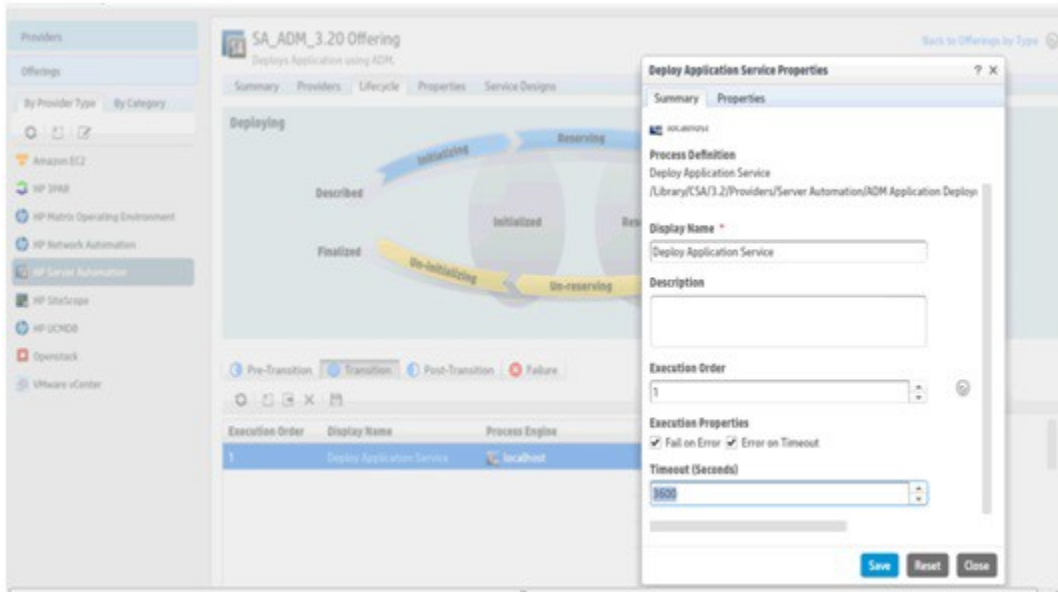 Providers
Offerings
By Provider Type By Category
Amazon EC2
HP 3PAR
HP Matrix Operating Environment
HP Network Automation
HP Server Automation
HP SiteScope
HP UCMDB
Openstack
VMware vCenter
SA_ADM_3.20 Offering
Deploys Application using ADM.
Back to Offerings by Type
Summary Providers Lifecycle Properties Service Designs
Deploying
Initializing
Reserving
Described
Initialized
Res
Finalized
Un-initializing
Un-reserving
Pre-Transition Transition Post-Transition Failure
Execution Order Display Name Process Engine
1 Deploy Application Service localhost
Deploy Application Service Properties ? X
Summary Properties
localhost
Process Definition
Deploy Application Service
/Library/CSA/3.2/Providers/Server Automation/ADM Application Deploy
Display Name *
Deploy Application Service
Description
Execution Order
1
Execution Properties
Fail on Error Error on Timeout
Timeout (Seconds)
3600
Save Reset Close